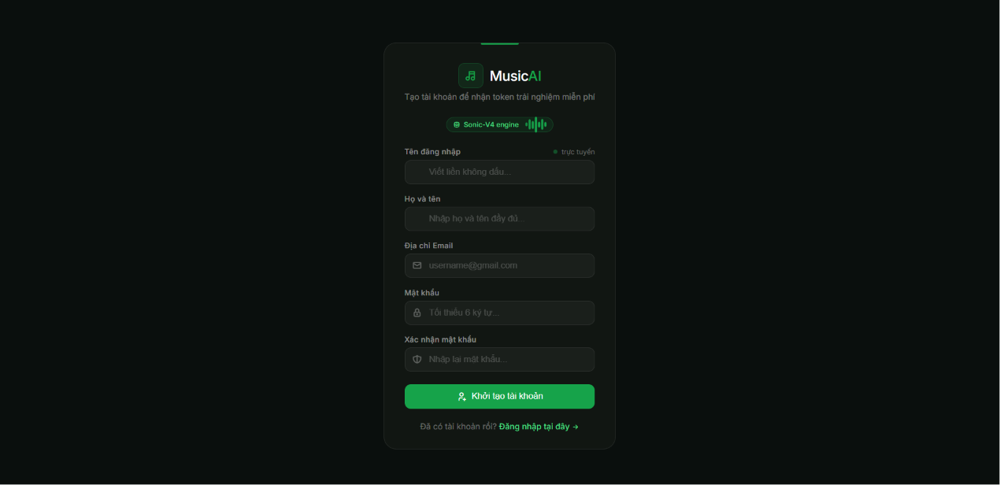 MusicAI
Tạo tài khoản để nhận token trải nghiệm miễn phí
Sonic-V4 engine
Tên đăng nhập
trực tuyến
Viết liền không dấu...
Họ và tên
Nhập họ và tên đầy đủ...
Địa chỉ Email
username@gmail.com
Mật khẩu
Tối thiểu 6 ký tự...
Xác nhận mật khẩu
Nhập lại mật khẩu...
Khởi tạo tài khoản
Đã có tài khoản rồi? Đăng nhập tại đây →